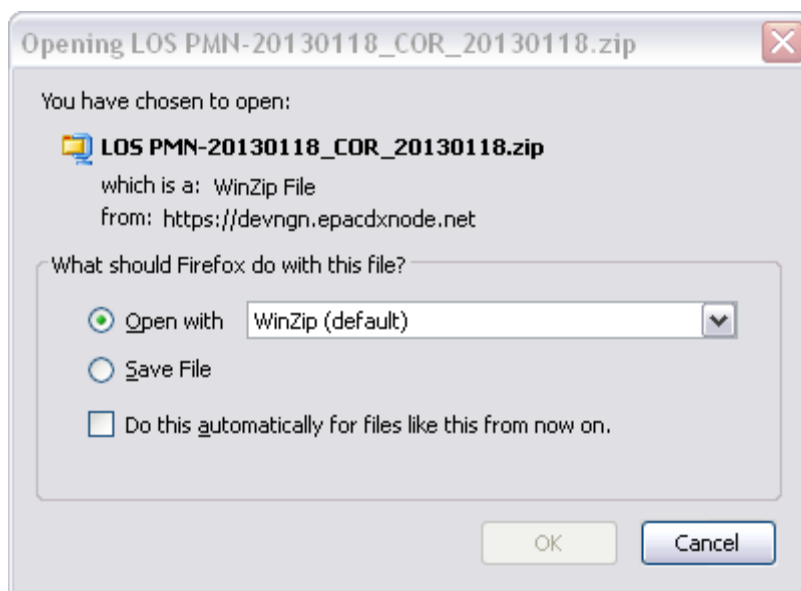 Opening LOS PMN-20130118_COR_20130118.zip
You have chosen to open:
LOS PMN-20130118_COR_20130118.zip
which is a: WinZip File
from: https://devngn.epacdxnode.net
What should Firefox do with this file?
Open with WinZip (default)
Save File
Do this automatically for files like this from now on.
OK Cancel